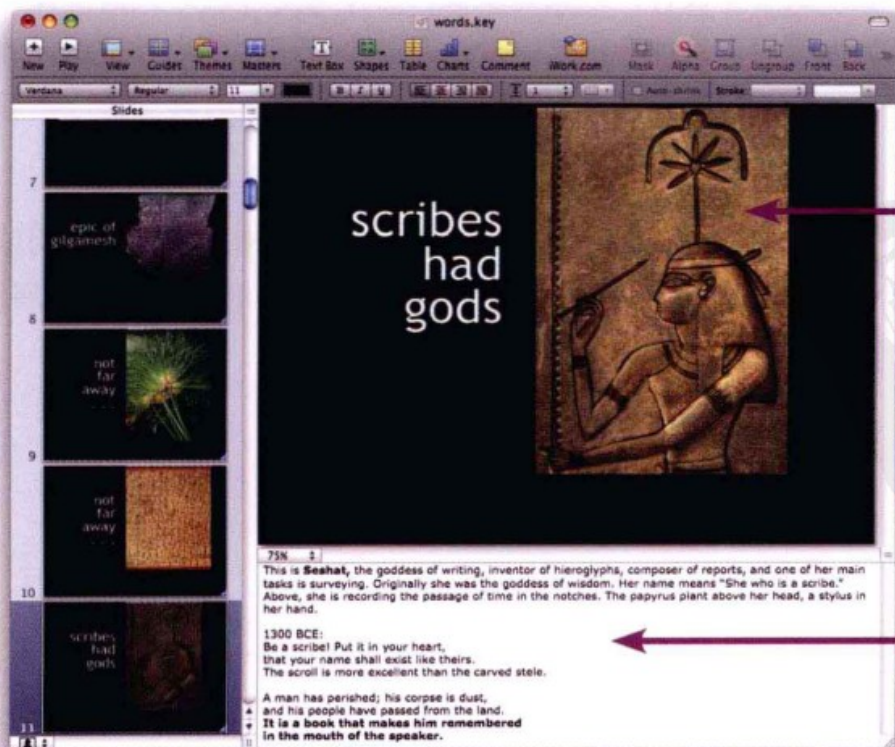 words.key
New Play View Guides Themes Masters Text Box Shapes Table Charts Comment iWork.com Mask Alpha Group Ungroup Front Back
Verdana Regular 11 B I U 1 Auto-shrink Stroke:
Slides
7
epic of
gilgamesh
8
not
far
away
. . .
9
not
far
away
. . .
10
scribes
had
gods
11
scribes
had
gods
75%
This is Seshat, the goddess of writing, inventor of hieroglyphs, composer of reports, and one of her main
tasks is surveying. Originally she was the goddess of wisdom. Her name means "She who is a scribe."
Above, she is recording the passage of time in the notches. The papyrus plant above her head, a stylus in
her hand.
1300 BCE:
Be a scribe! Put it in your heart,
that your name shall exist like theirs.
The scroll is more excellent than the carved stele.
A man has perished; his corpse is dust,
and his people have passed from the land.
It is a book that makes him remembered
in the mouth of the speaker.